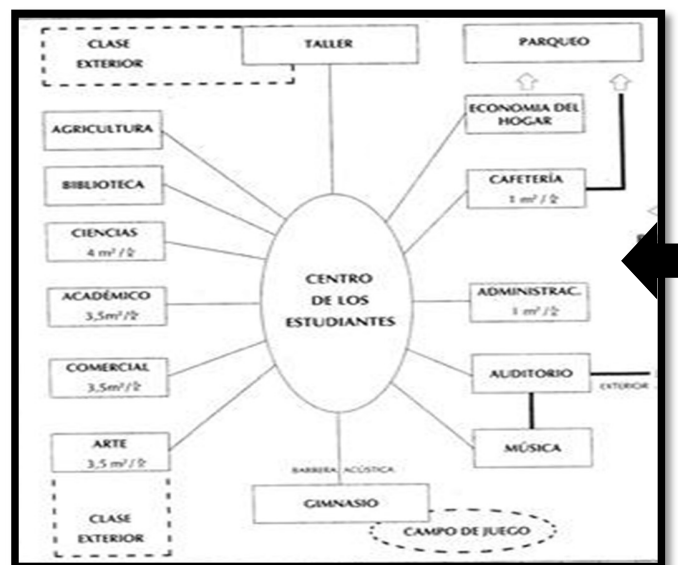 CLASE
EXTERIOR
TALLER
PARQUEO
AGRICULTURA
ECONOMIA DEL
HOGAR
BIBLIOTECA
CAFETERÍA
1 m²/
CIENCIAS
4 m²/
CENTRO
DE LOS
ESTUDIANTES
ACADÉMICO
3,5m²/
ADMINISTRAC.
1 m²/
COMERCIAL
3,5m²/
AUDITORIO
EXTERIOR
ARTE
3,5 m²/
MÚSICA
BARRERA ACÚSTICA
GIMNASIO
CLASE
EXTERIOR
CAMPO DE JUEGO